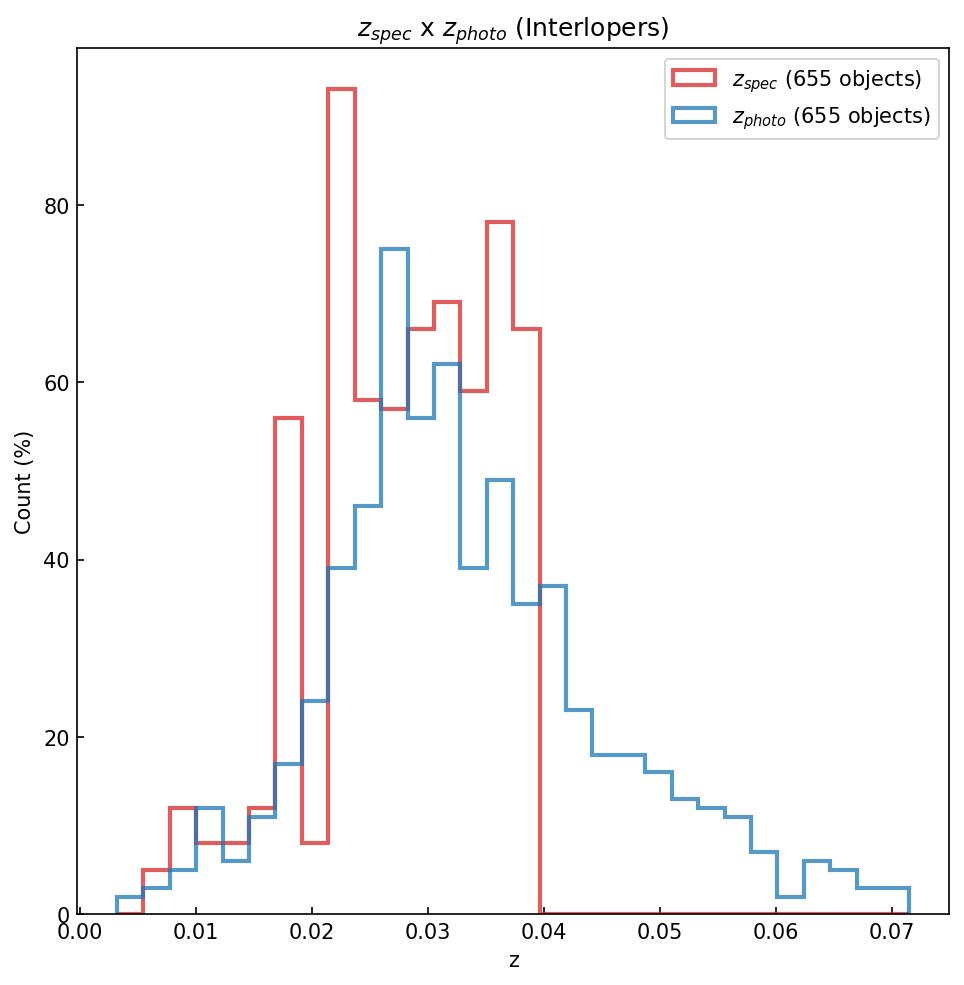 z_spec x z_photo (Interlopers)
z_spec (655 objects)
z_photo (655 objects)
Count (%)
80
60
40
20
0
0.00 0.01 0.02 0.03 0.04 0.05 0.06 0.07
z